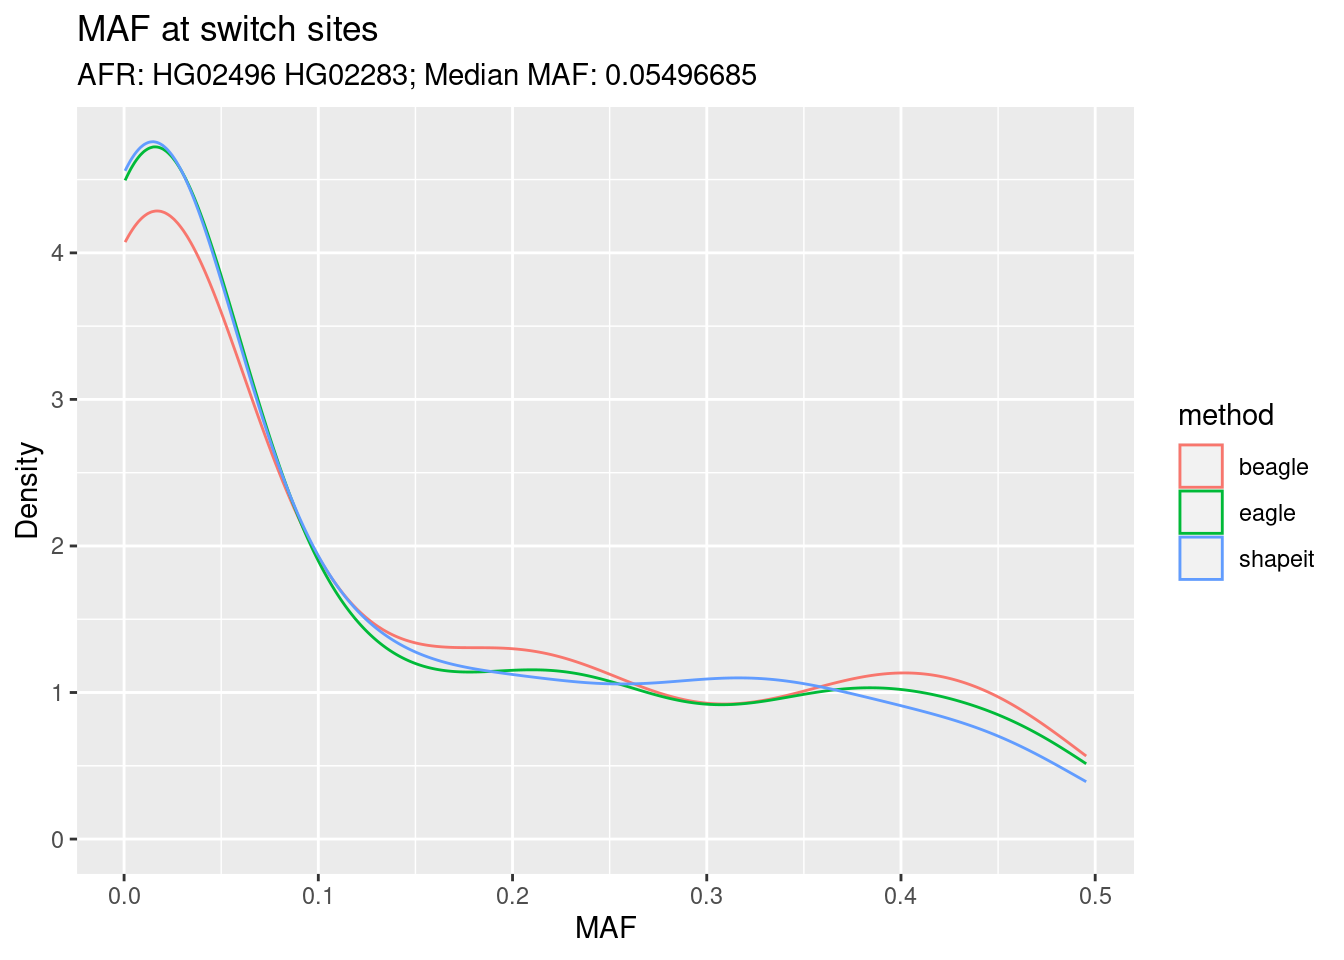 MAF at switch sites
AFR: HG02496 HG02283; Median MAF: 0.05496685
Density
4
3
2
1
0
0.0
0.1
0.2
0.3
0.4
0.5
MAF
method
beagle
eagle
shapeit